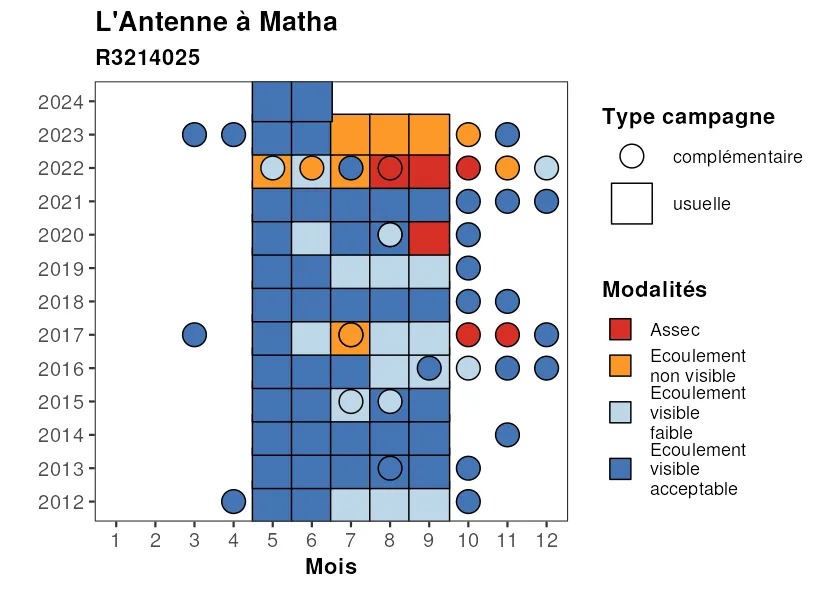 L'Antenne à Matha
R3214025
2024
2023
2022
2021
2020
2019
2018
2017
2016
2015
2014
2013
2012
1 2 3 4 5 6 7 8 9 10 11 12
Mois
Type campagne
complémentaire
usuelle
Modalités
Assec
Ecoulement
non visible
Ecoulement
visible
faible
Ecoulement
visible
acceptable